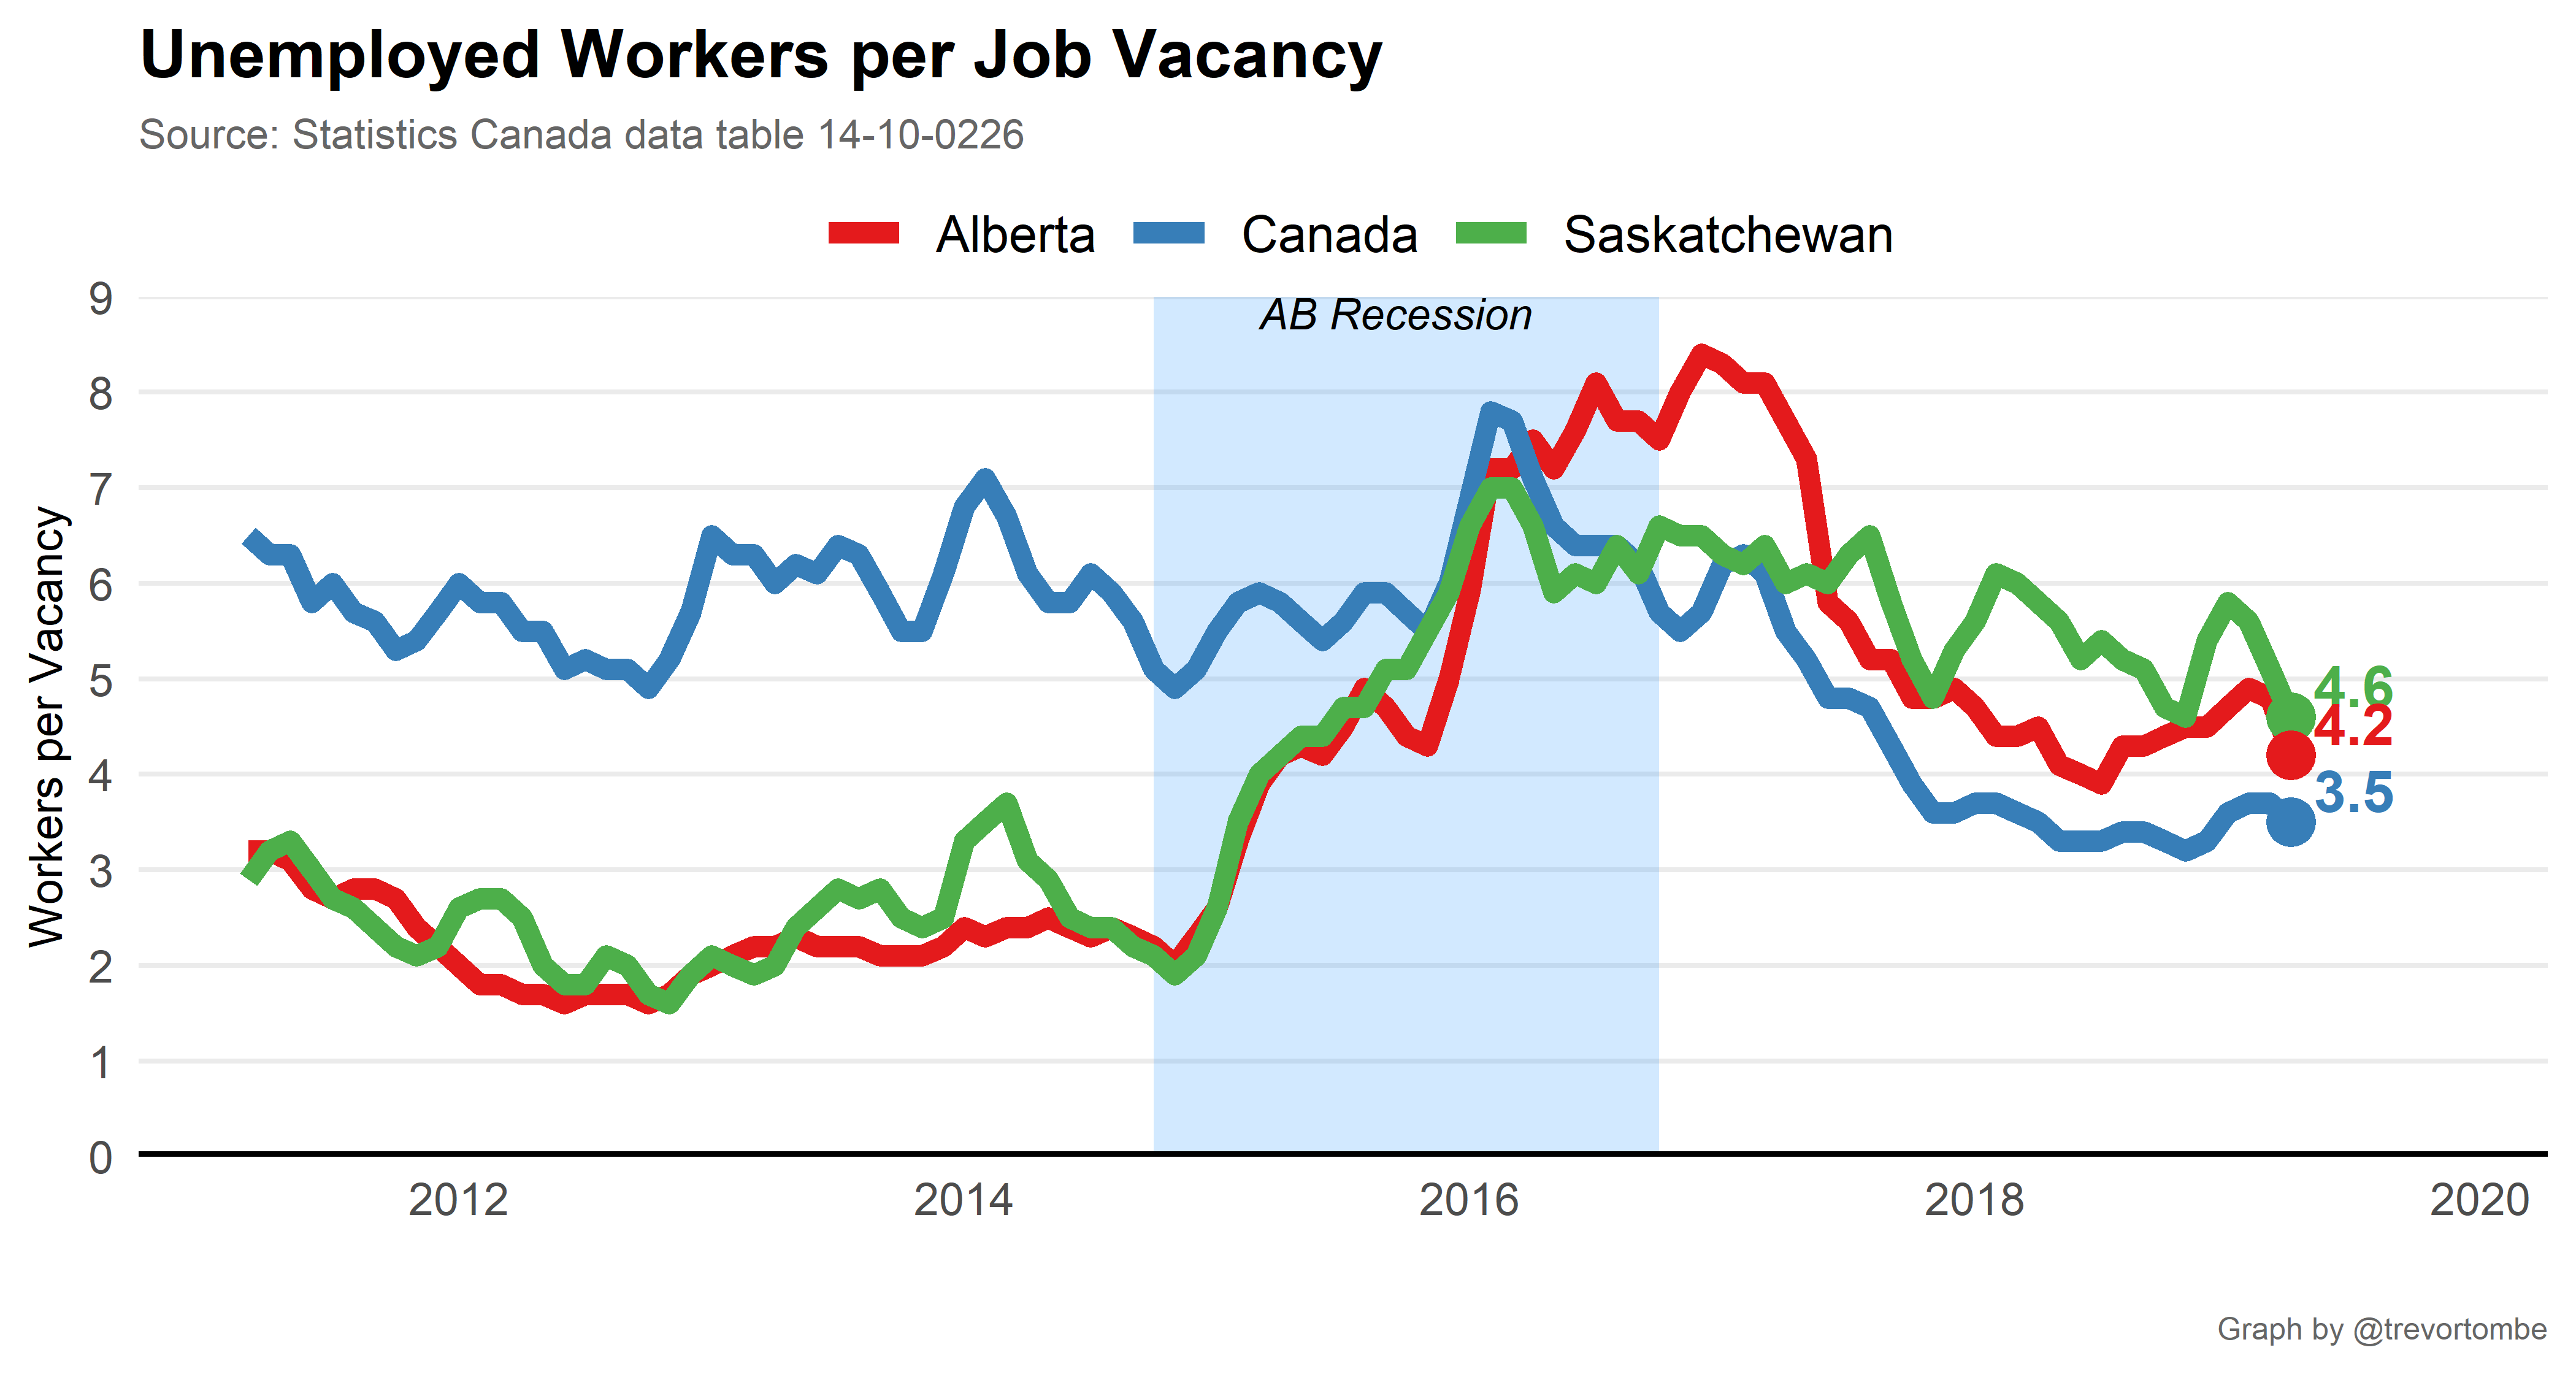 Unemployed Workers per Job Vacancy
Source: Statistics Canada data table 14-10-0226
Alberta Canada Saskatchewan
AB Recession
Workers per Vacancy
9
8
7
6
5
4
3
2
1
0
4.6
4.2
3.5
2012 2014 2016 2018 2020
Graph by @trevortombe